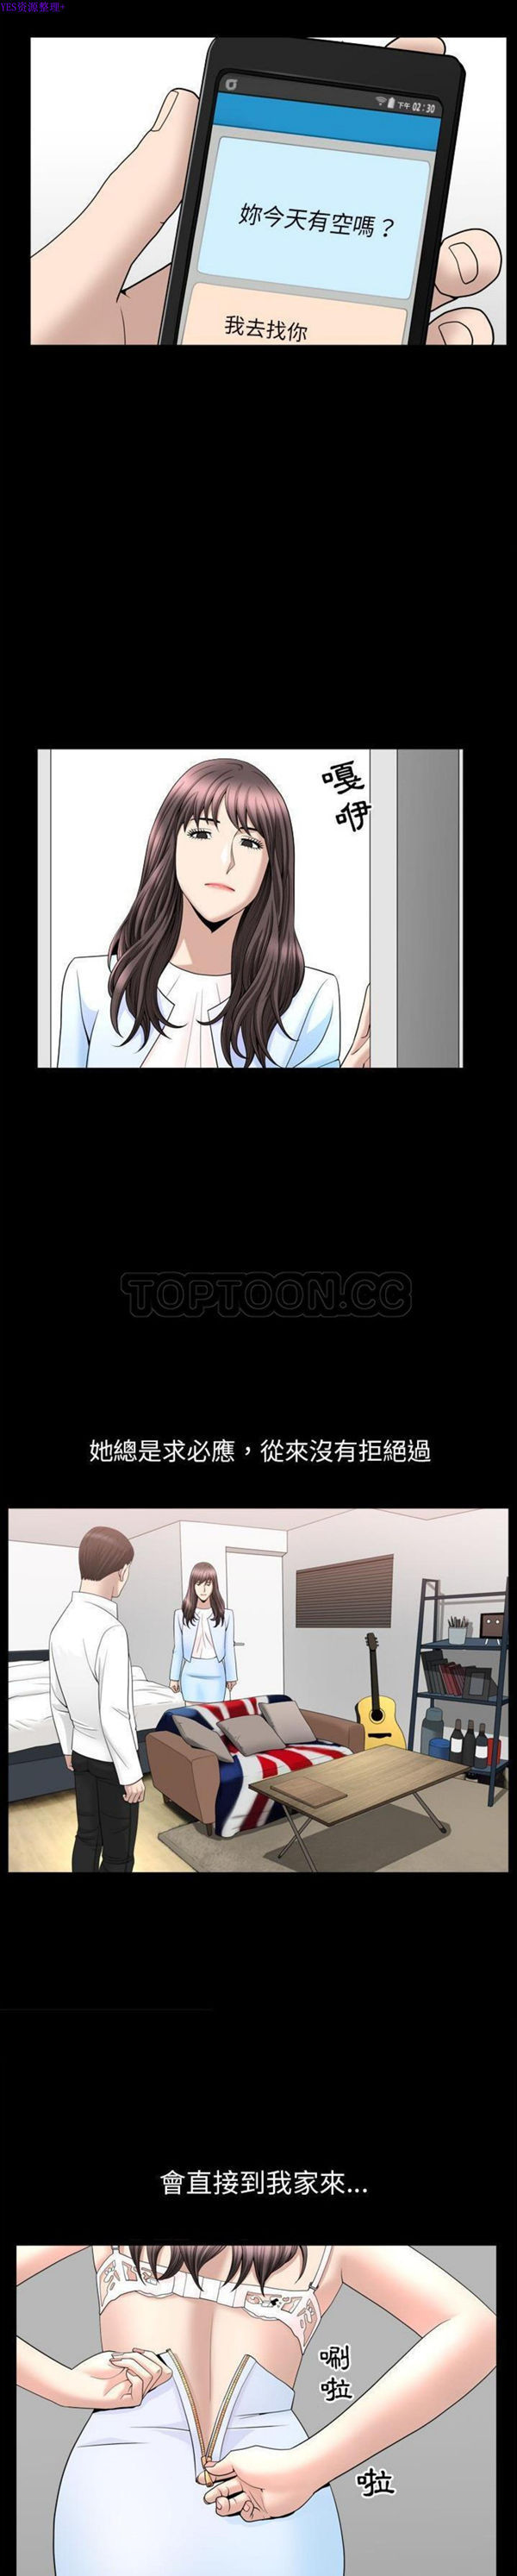 YES资源整理+
下午 02:30
妳今天有空嗎？
我去找你
嘎
咿
TOPTOON.CC
她總是求必應，從來沒有拒絕過
會直接到我家來...
唰
啦
啦